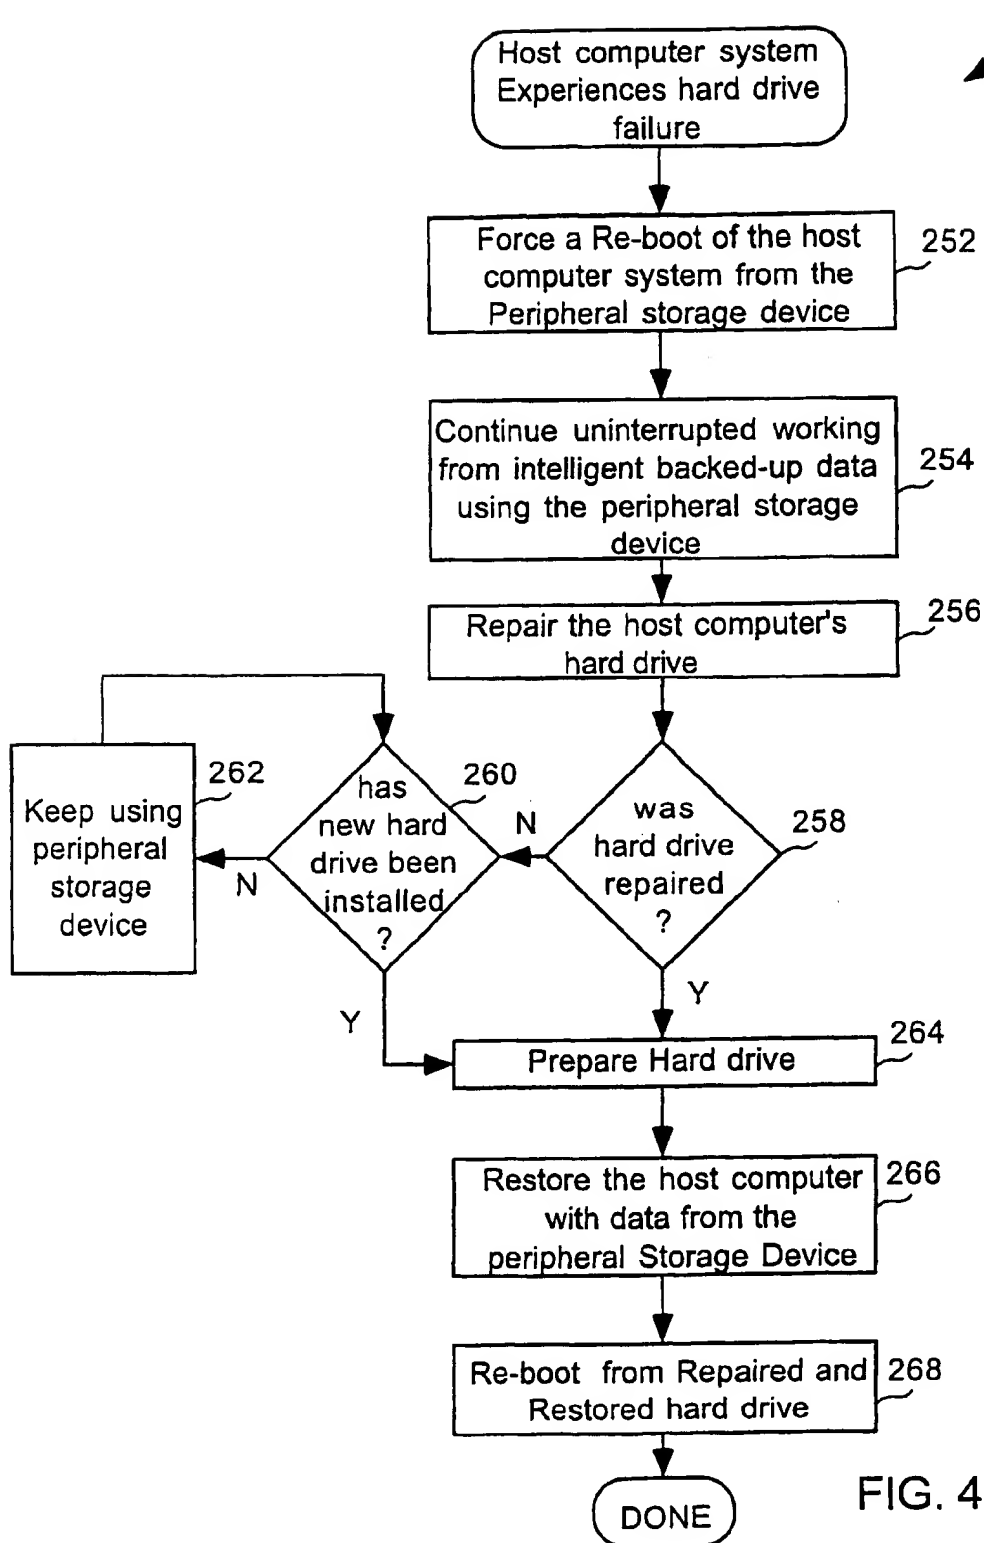 Host computer system
Experiences hard drive
failure
Force a Re-boot of the host
computer system from the
Peripheral storage device
252
Continue uninterrupted working
from intelligent backed-up data
using the peripheral storage
device
254
Repair the host computer's
hard drive
256
was
hard drive
repaired
?
258
N
Y
has
new hard
drive been
installed
?
260
N
Y
Keep using
peripheral
storage
device
262
Prepare Hard drive
264
Restore the host computer
with data from the
peripheral Storage Device
266
Re-boot from Repaired and
Restored hard drive
268
DONE
FIG. 4